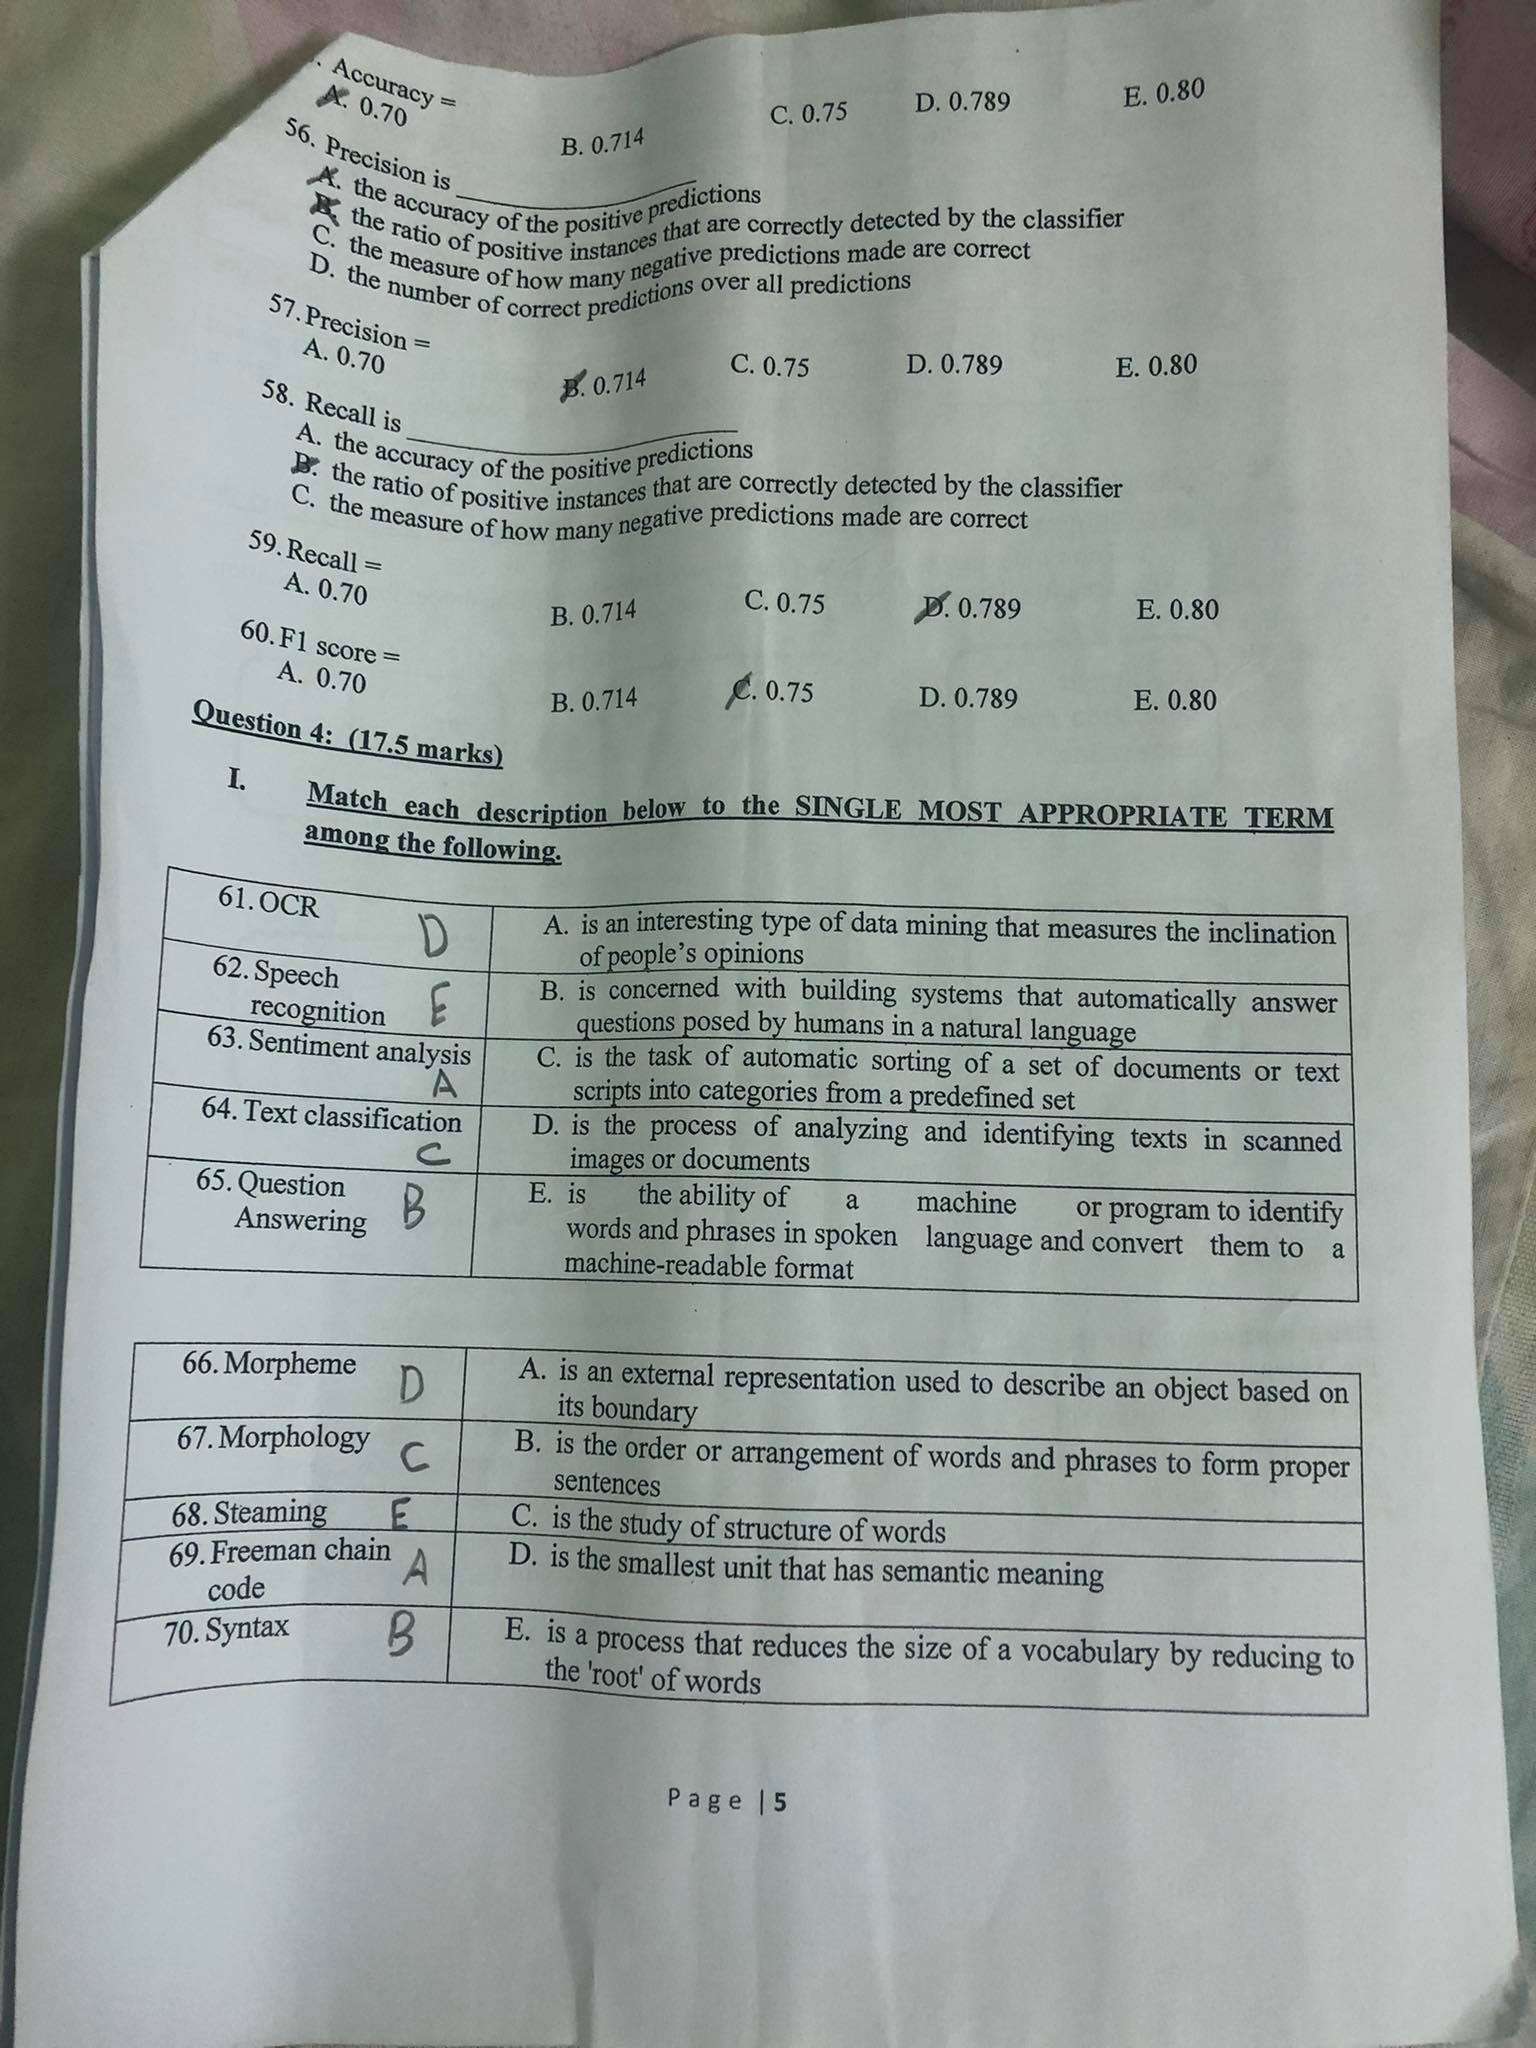 . Accuracy =
A. 0.70 B. 0.714 C. 0.75 D. 0.789 E. 0.80
56. Precision is ____________
A. the accuracy of the positive predictions
B. the ratio of positive instances that are correctly detected by the classifier
C. the measure of how many negative predictions made are correct
D. the number of correct predictions over all predictions
57. Precision =
A. 0.70 B. 0.714 C. 0.75 D. 0.789 E. 0.80
58. Recall is ____________
A. the accuracy of the positive predictions
B. the ratio of positive instances that are correctly detected by the classifier
C. the measure of how many negative predictions made are correct
59. Recall =
A. 0.70 B. 0.714 C. 0.75 D. 0.789 E. 0.80
60. F1 score =
A. 0.70 B. 0.714 C. 0.75 D. 0.789 E. 0.80
Question 4: (17.5 marks)
I. Match each description below to the SINGLE MOST APPROPRIATE TERM
among the following.
61. OCR D
A. is an interesting type of data mining that measures the inclination
of people's opinions
62. Speech
recognition E
B. is concerned with building systems that automatically answer
questions posed by humans in a natural language
63. Sentiment analysis
A
C. is the task of automatic sorting of a set of documents or text
scripts into categories from a predefined set
64. Text classification
C
D. is the process of analyzing and identifying texts in scanned
images or documents
65. Question
Answering B
E. is the ability of a machine or program to identify
words and phrases in spoken language and convert them to a
machine-readable format
66. Morpheme D
A. is an external representation used to describe an object based on
its boundary
67. Morphology C
B. is the order or arrangement of words and phrases to form proper
sentences
68. Steaming E
C. is the study of structure of words
69. Freeman chain
code A
D. is the smallest unit that has semantic meaning
70. Syntax B
E. is a process that reduces the size of a vocabulary by reducing to
the 'root' of words
Page | 5